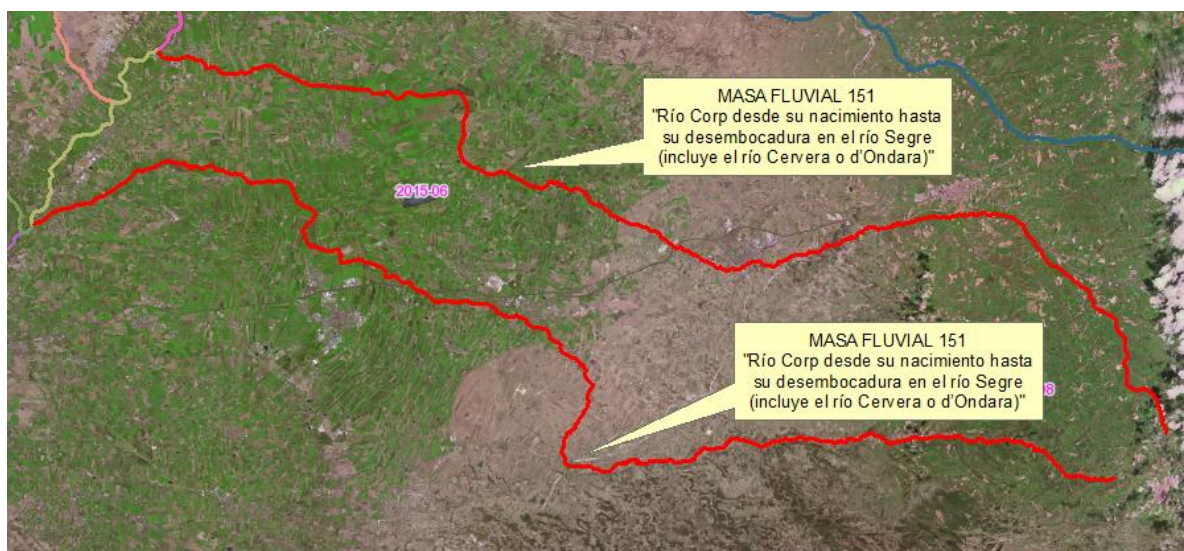 MASA FLUVIAL 151
"Río Corp desde su nacimiento hasta
su desembocadura en el río Segre
(incluye el río Cervera o d'Ondara)"
2015-06
MASA FLUVIAL 151
"Río Corp desde su nacimiento hasta
su desembocadura en el río Segre
(incluye el río Cervera o d'Ondara)"